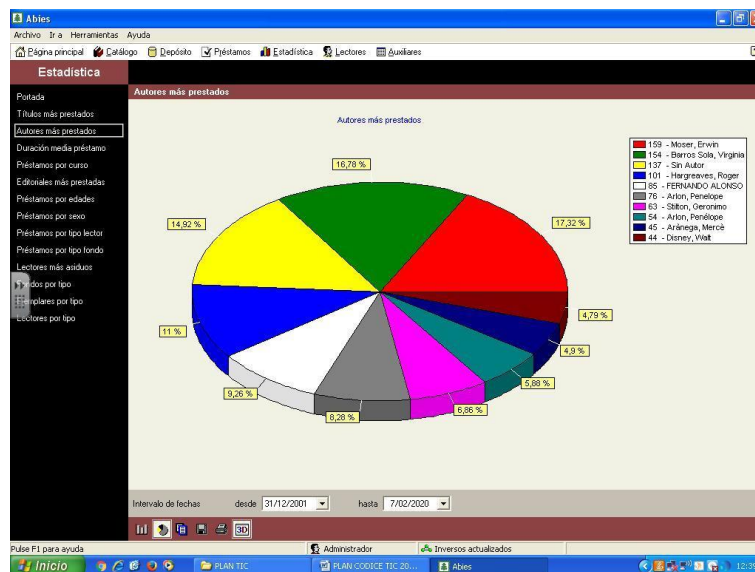 Abies
Archivo Ir a Herramientas Ayuda
Página principal Catálogo Depósito Préstamos Estadística Lectores Auxiliares
Estadística
Portada
Títulos más prestados
Autores más prestados
Duración media préstamo
Préstamos por curso
Editoriales más prestadas
Préstamos por edades
Préstamos por sexo
Préstamos por tipo lector
Préstamos por tipo fondo
Lectores más asiduos
ndos por tipo
mplares por tipo
Lectores por tipo
Autores más prestados
Autores más prestados
16,78 %
17,32 %
14,92 %
11 %
9,26 %
8,28 %
6,86 %
5,88 %
4,9 %
4,79 %
159 - Moser, Erwin
154 - Barros Sola, Virginia
137 - Sin Autor
101 - Hargreaves, Roger
85 - FERNANDO ALONSO
76 - Arlon, Penelope
63 - Stilton, Geronimo
54 - Arlon, Penélope
45 - Aránega, Mercè
44 - Disney, Walt
Intervalo de fechas desde 31/12/2001 hasta 7/02/2020
3D
Pulse F1 para ayuda Administrador Inversos actualizados
Inicio PLAN TIC PLAN CODICE TIC 20... Abies